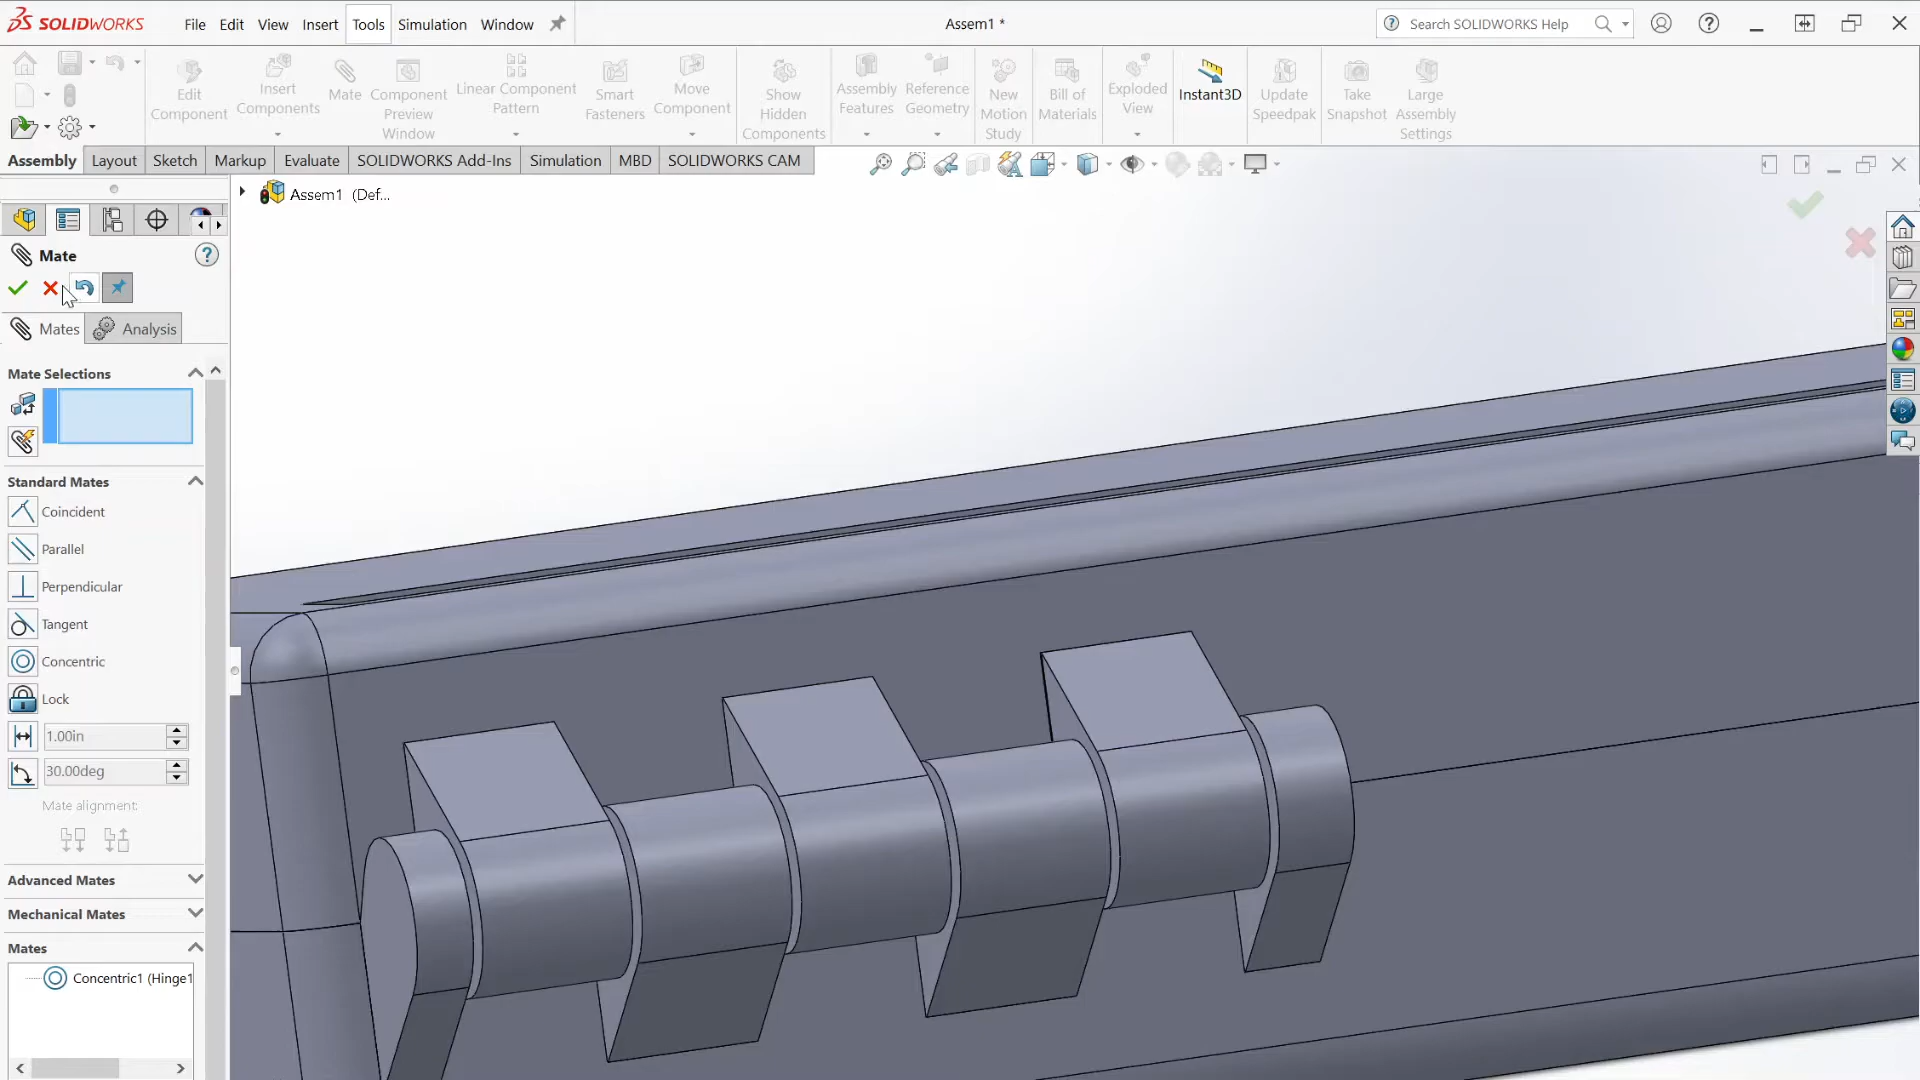 SOLIDWORKS File Edit View Insert Tools Simulation Window Assem1 * Search SOLIDWORKS Help
Edit Component
Insert Components
Mate
Component Preview Window
Linear Component Pattern
Smart Fasteners
Move Component
Show Hidden Components
Assembly Features
Reference Geometry
New Motion Study
Bill of Materials
Exploded View
Instant3D
Update Speedpak
Take Snapshot
Large Assembly Settings
Assembly Layout Sketch Markup Evaluate SOLIDWORKS Add-Ins Simulation MBD SOLIDWORKS CAM
Assem1 (Def...
Mate
Mates Analysis
Mate Selections
Standard Mates
Coincident
Parallel
Perpendicular
Tangent
Concentric
Lock
1.00in
30.00deg
Mate alignment:
Advanced Mates
Mechanical Mates
Mates
Concentric1 (Hinge1